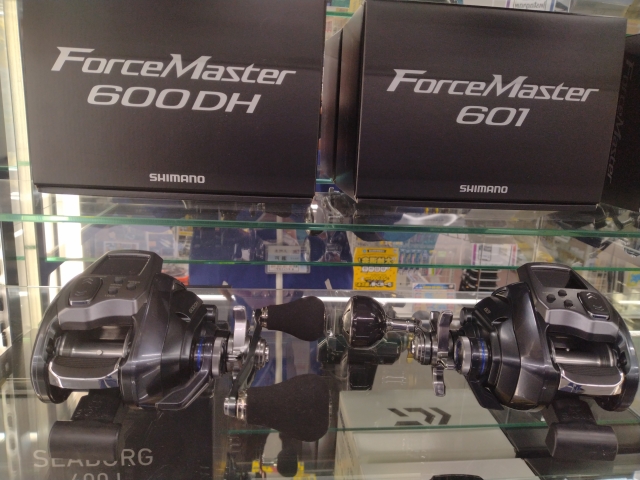 ForceMaster
600DH
SHIMANO
ForceMaster
601
SHIMANO
SEABORG